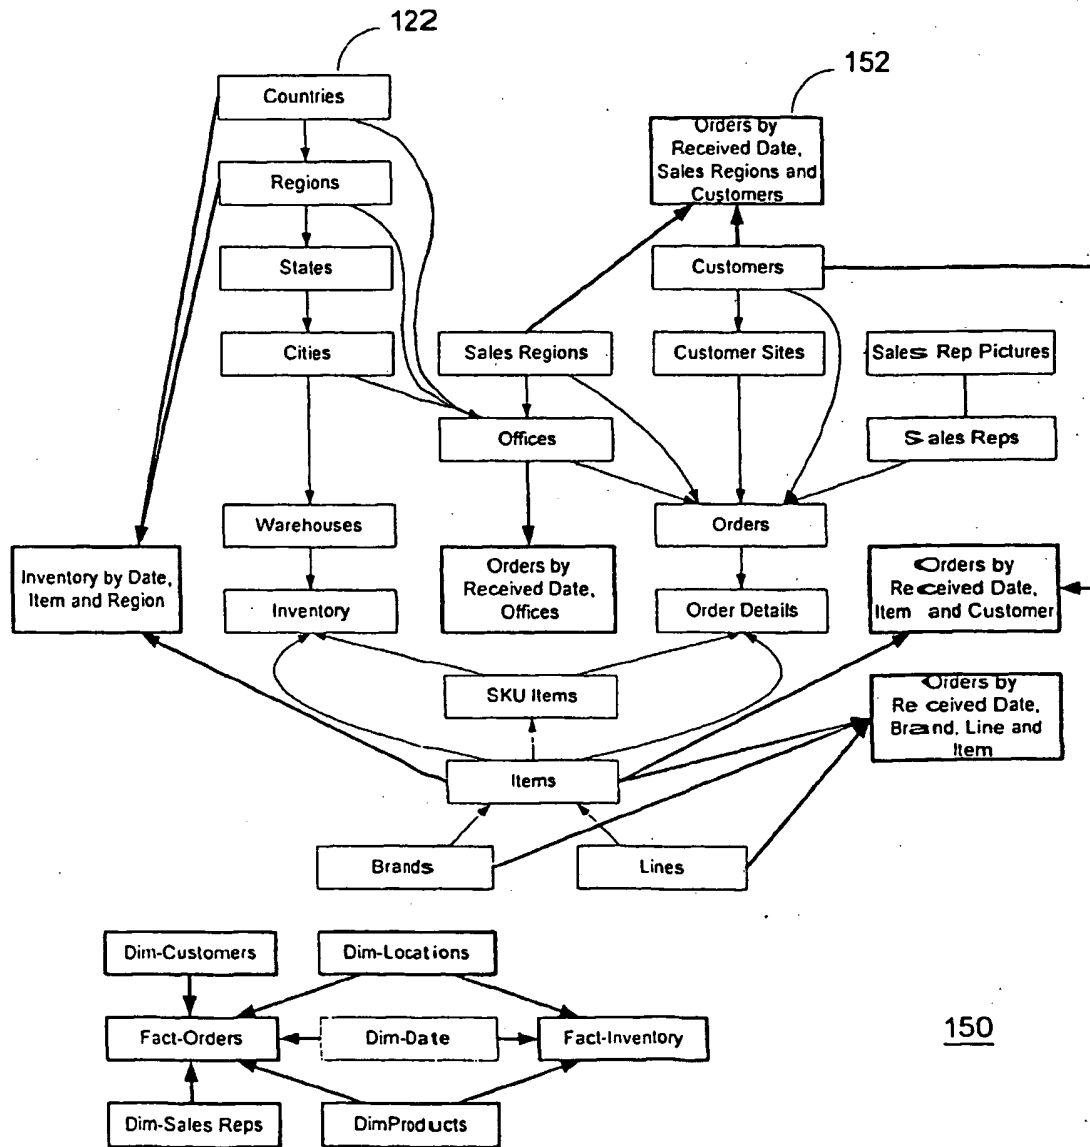 122
152
Countries
Orders by
Received Date,
Sales Regions and
Customers
Regions
States
Customers
Cities
Sales Regions
Customer Sites
Sales Rep Pictures
Offices
Sales Reps
Warehouses
Orders
Inventory by Date,
Item and Region
Orders by
Received Date,
Offices
Orders by
Received Date,
Item and Customer
Inventory
Order Details
SKU Items
Orders by
Received Date,
Brand, Line and
Item
Items
Brands
Lines
Dim-Customers
Dim-Locations
Fact-Orders
Dim-Date
Fact-Inventory
150
Dim-Sales Reps
DimProducts